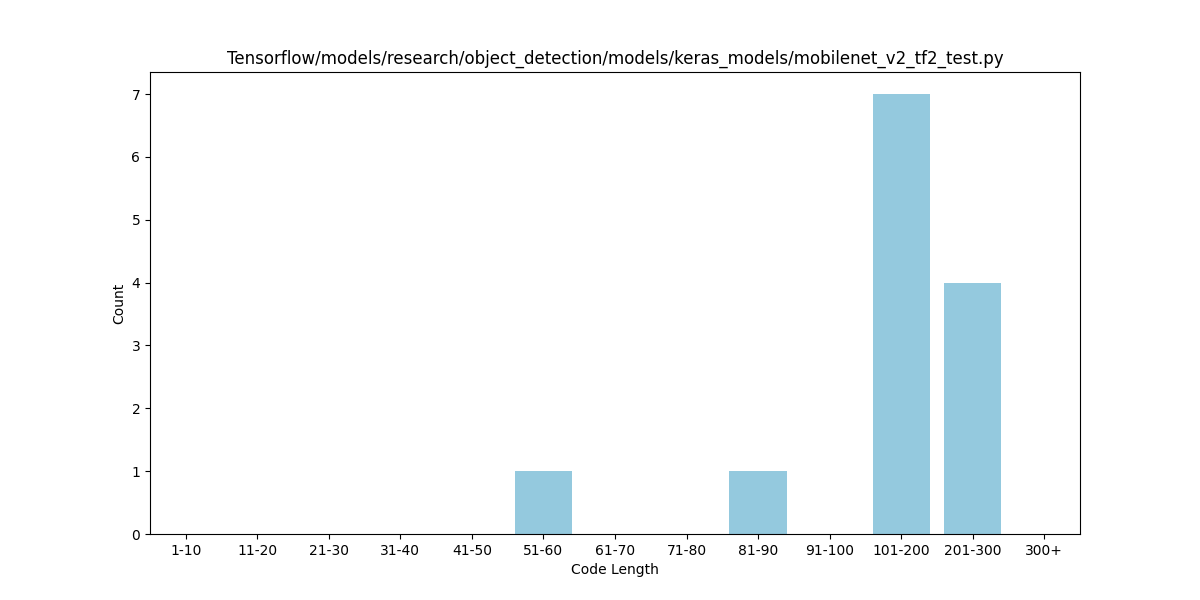 Tensorflow/models/research/object_detection/models/keras_models/mobilenet_v2_tf2_test.py
7
6
5
4
3
2
1
0
Count
1-10 11-20 21-30 31-40 41-50 51-60 61-70 71-80 81-90 91-100 101-200 201-300 300+
Code Length